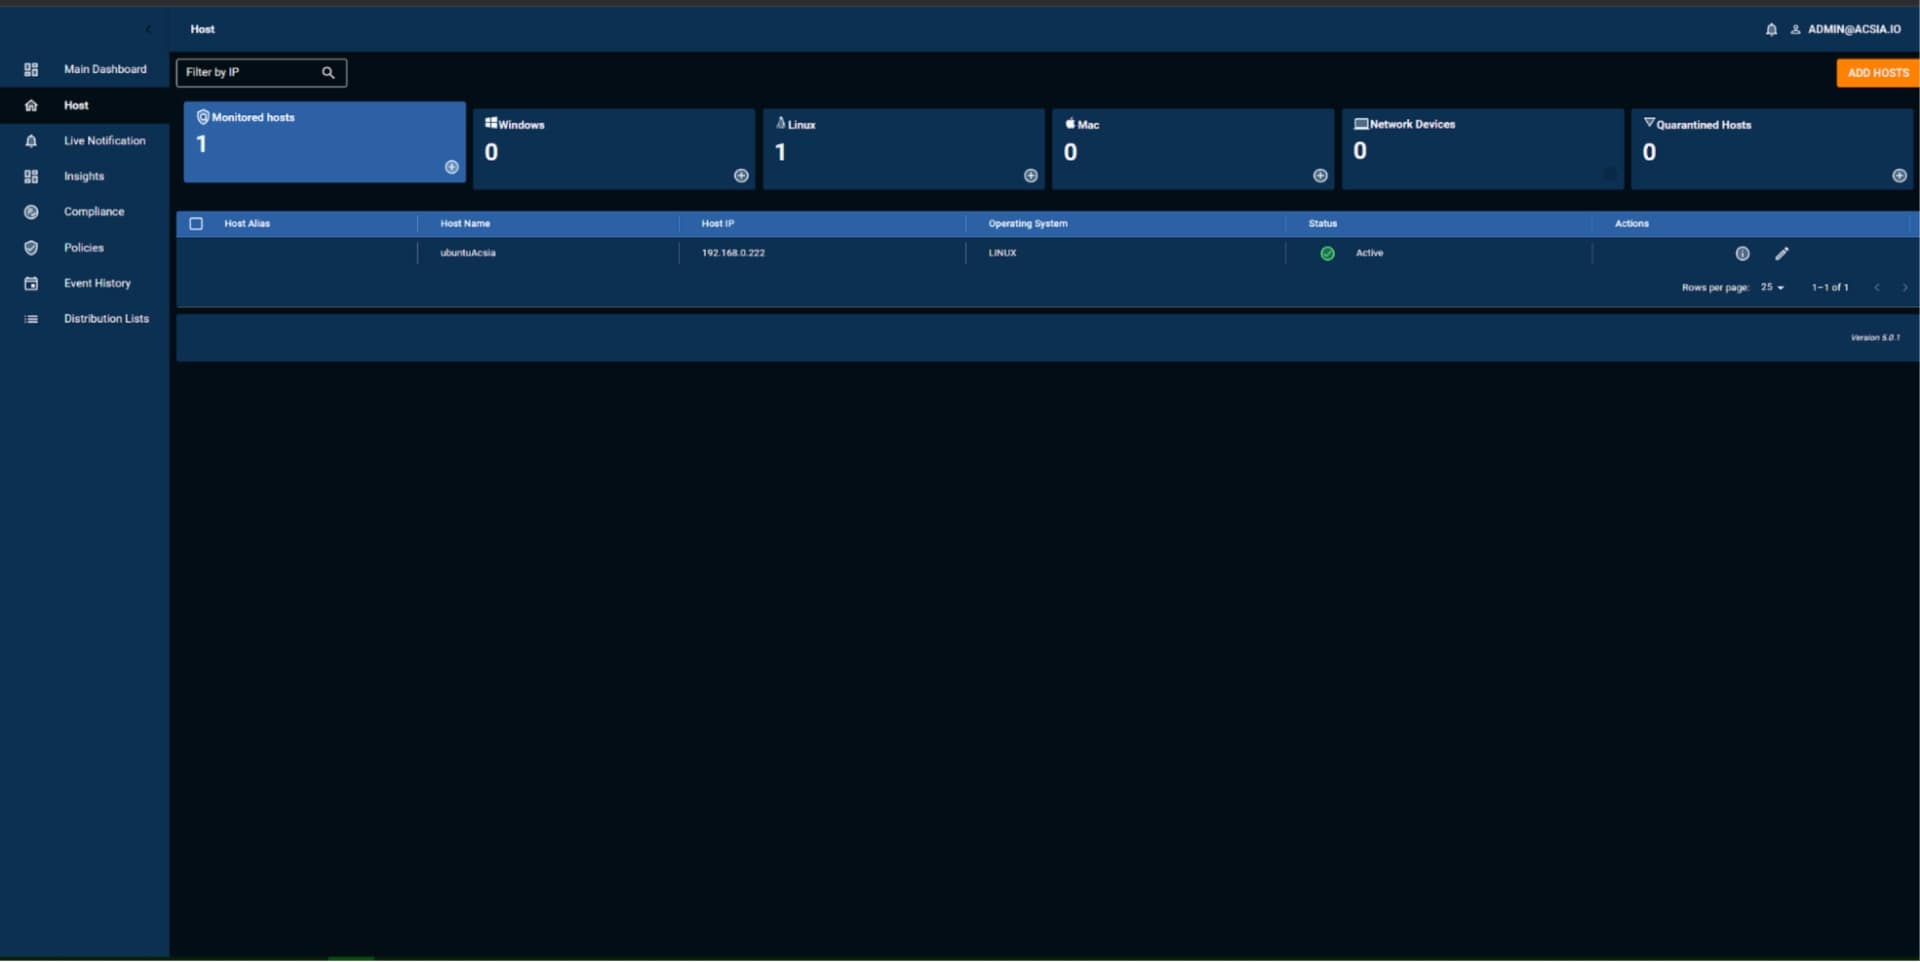 Host
ADMIN@ACSIA.IO
Main Dashboard
Host
Live Notification
Insights
Compliance
Policies
Event History
Distribution Lists
Filter by IP
ADD HOSTS
Monitored hosts
1
Windows
0
Linux
1
Mac
0
Network Devices
0
Quarantined Hosts
0
Host Alias Host Name Host IP Operating System Status Actions
ubuntuAcsia 192.168.0.222 LINUX Active
Rows per page: 25 1–1 of 1
Version 5.0.1